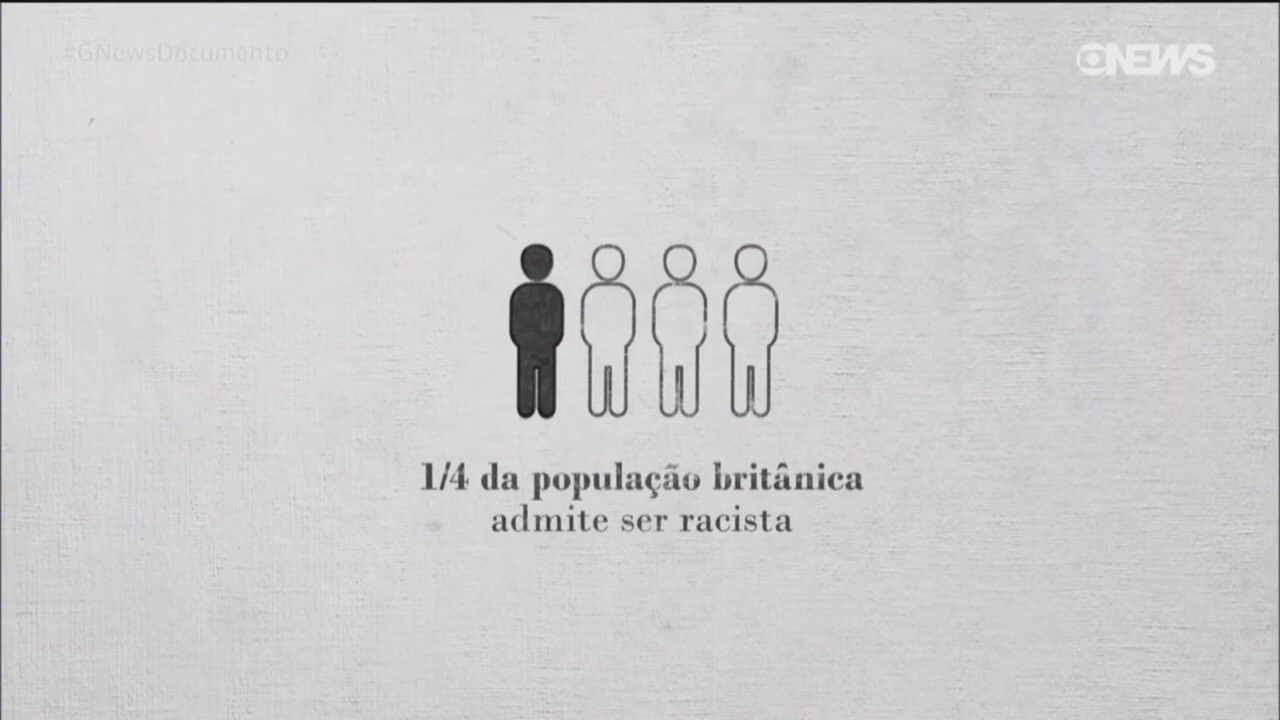 #GNewsDocumento
GNEWS
1/4 da população britânica
admite ser racista